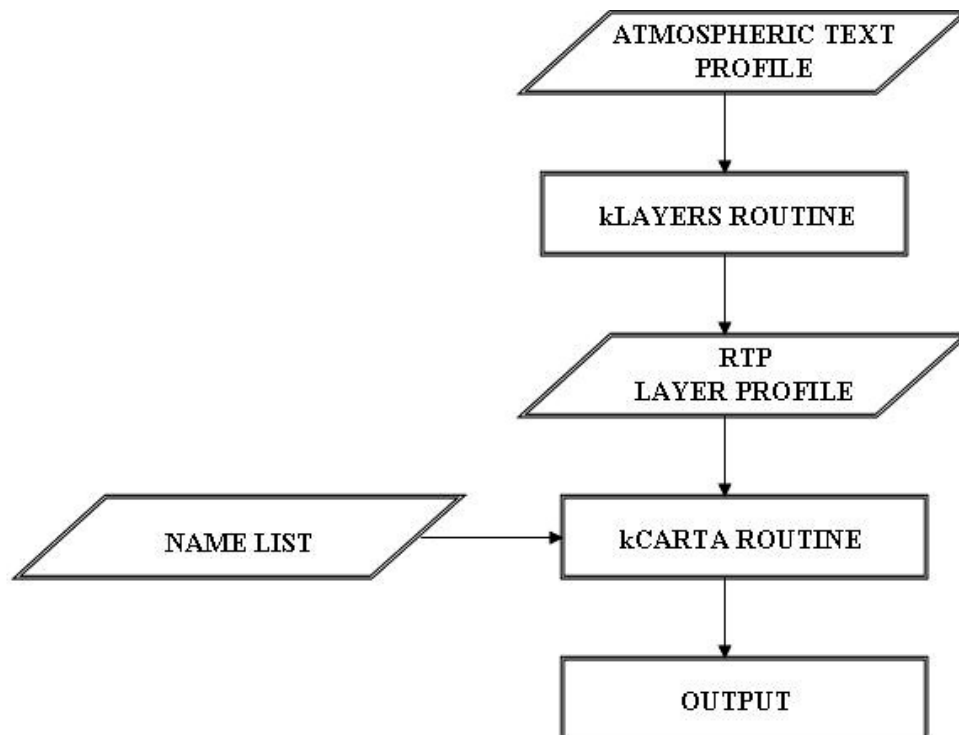 ATMOSPHERIC TEXT
PROFILE
kLAYERS ROUTINE
RTP
LAYER PROFILE
NAME LIST
kCARTA ROUTINE
OUTPUT